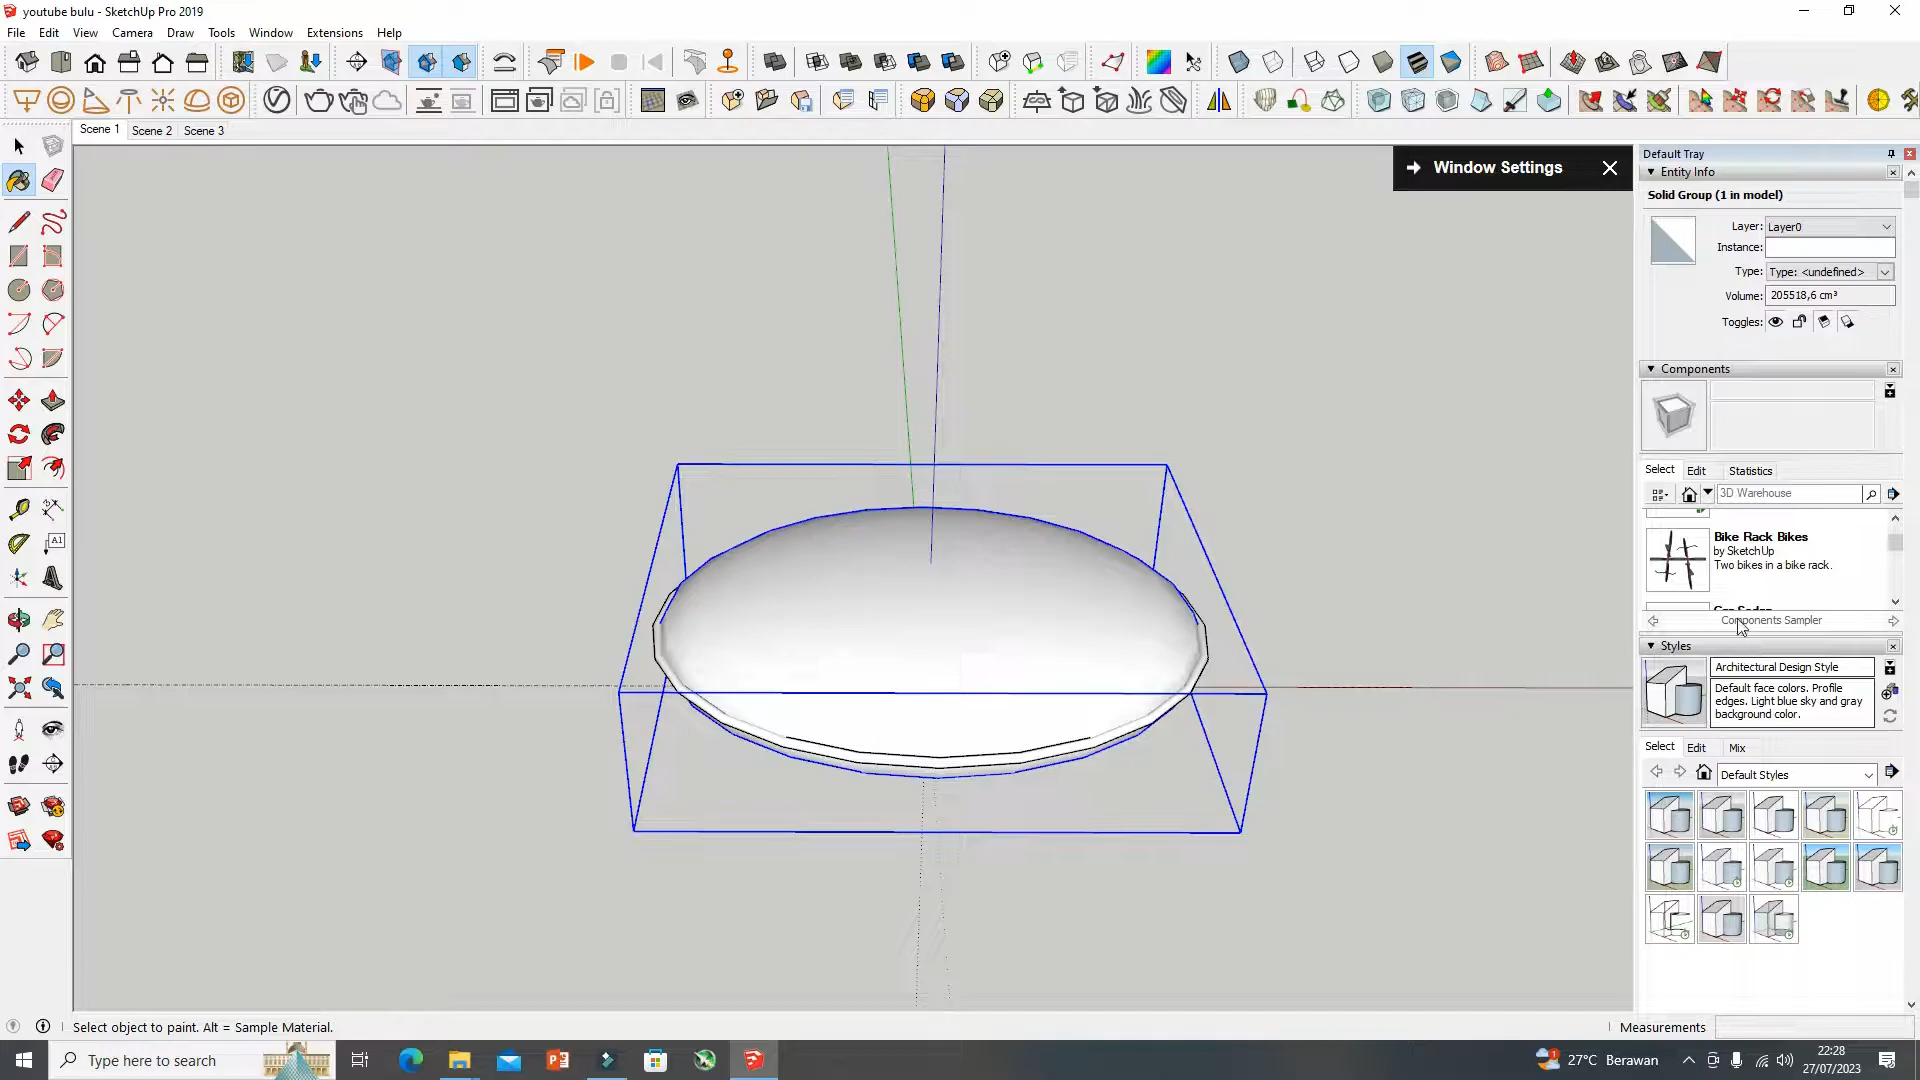 youtube bulu - SketchUp Pro 2019
File Edit View Camera Draw Tools Window Extensions Help
Scene 1 Scene 2 Scene 3
Window Settings
Default Tray
Entity Info
Solid Group (1 in model)
Layer: Layer0
Instance:
Type: Type: <undefined>
Volume: 205518,6 cm³
Toggles:
Components
Select Edit Statistics
3D Warehouse
Bike Rack Bikes
by SketchUp
Two bikes in a bike rack.
Components Sampler
Styles
Architectural Design Style
Default face colors. Profile
edges. Light blue sky and gray
background color.
Select Edit Mix
Default Styles
Select object to paint. Alt = Sample Material.
Measurements
Type here to search
27°C Berawan
22:28
27/07/2023